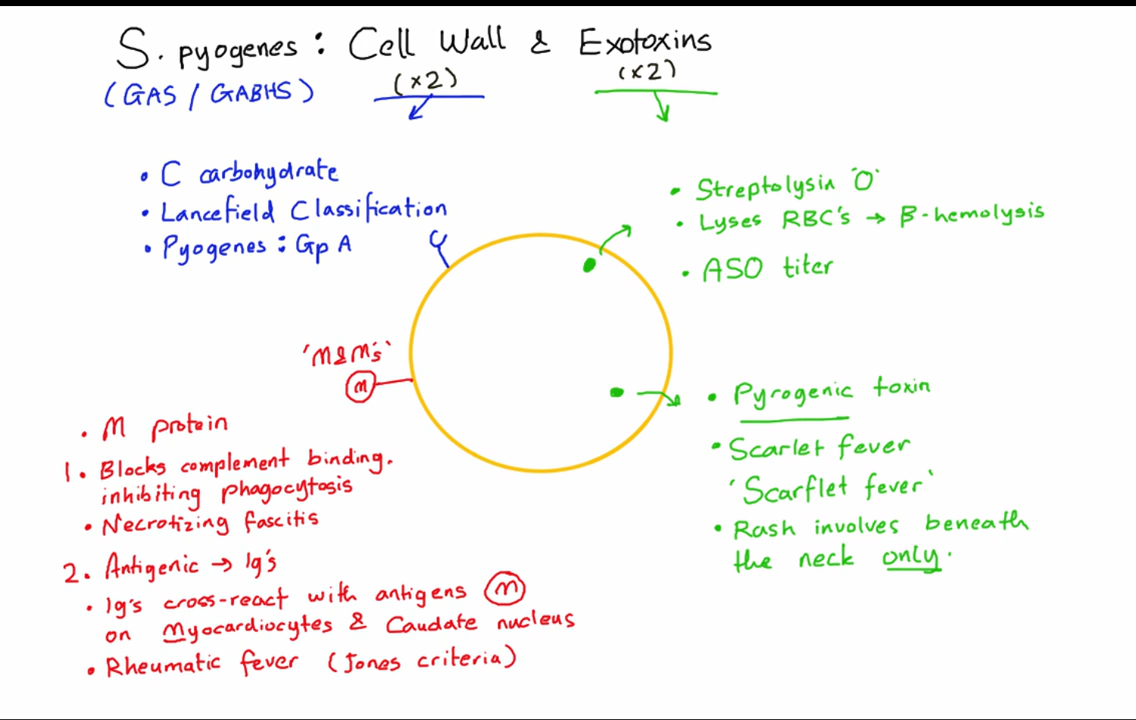 S. pyogenes : Cell Wall & Exotoxins
(GAS / GABHS)
(x2)
(x2)
• C carbohydrate
• Lancefield Classification
• Pyogenes : Gp A
• Streptolysin 'O'
• Lyses RBC's → β-hemolysis
• ASO titer
'M&M's'
M
• M protein
1. Blocks complement binding.
inhibiting phagocytosis
• Necrotizing fascitis
2. Antigenic → Ig's
• Ig's cross-react with antigens M
on Myocardiocytes & Caudate nucleus
• Rheumatic fever (Jones criteria)
• Pyrogenic toxin
• Scarlet fever
'Scarflet fever'
• Rash involves beneath
the neck only.